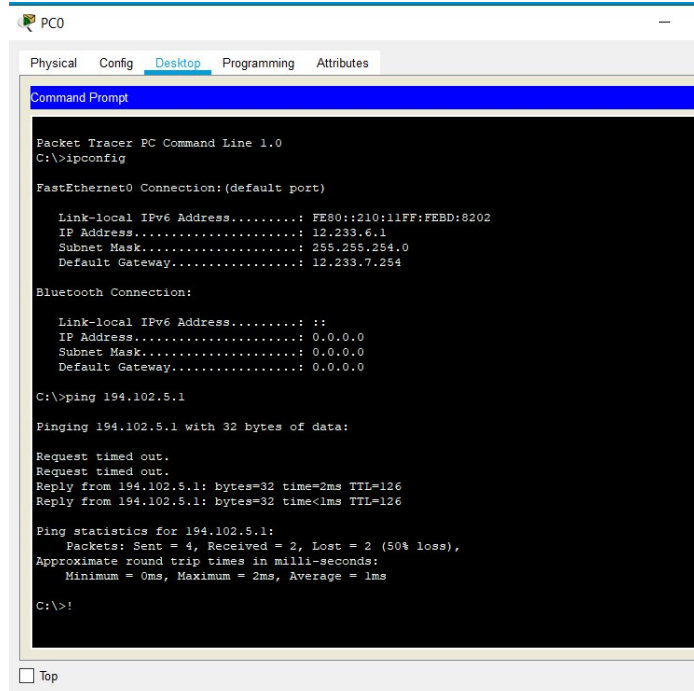 PC0
Physical Config Desktop Programming Attributes
Command Prompt
Packet Tracer PC Command Line 1.0
C:\>ipconfig
FastEthernet0 Connection:(default port)
Link-local IPv6 Address.........: FE80::210:11FF:FEBD:8202
IP Address......................: 12.233.6.1
Subnet Mask.....................: 255.255.254.0
Default Gateway.................: 12.233.7.254
Bluetooth Connection:
Link-local IPv6 Address.........: ::
IP Address......................: 0.0.0.0
Subnet Mask.....................: 0.0.0.0
Default Gateway.................: 0.0.0.0
C:\>ping 194.102.5.1
Pinging 194.102.5.1 with 32 bytes of data:
Request timed out.
Request timed out.
Reply from 194.102.5.1: bytes=32 time=2ms TTL=126
Reply from 194.102.5.1: bytes=32 time<1ms TTL=126
Ping statistics for 194.102.5.1:
Packets: Sent = 4, Received = 2, Lost = 2 (50% loss),
Approximate round trip times in milli-seconds:
Minimum = 0ms, Maximum = 2ms, Average = 1ms
C:\>!
Top